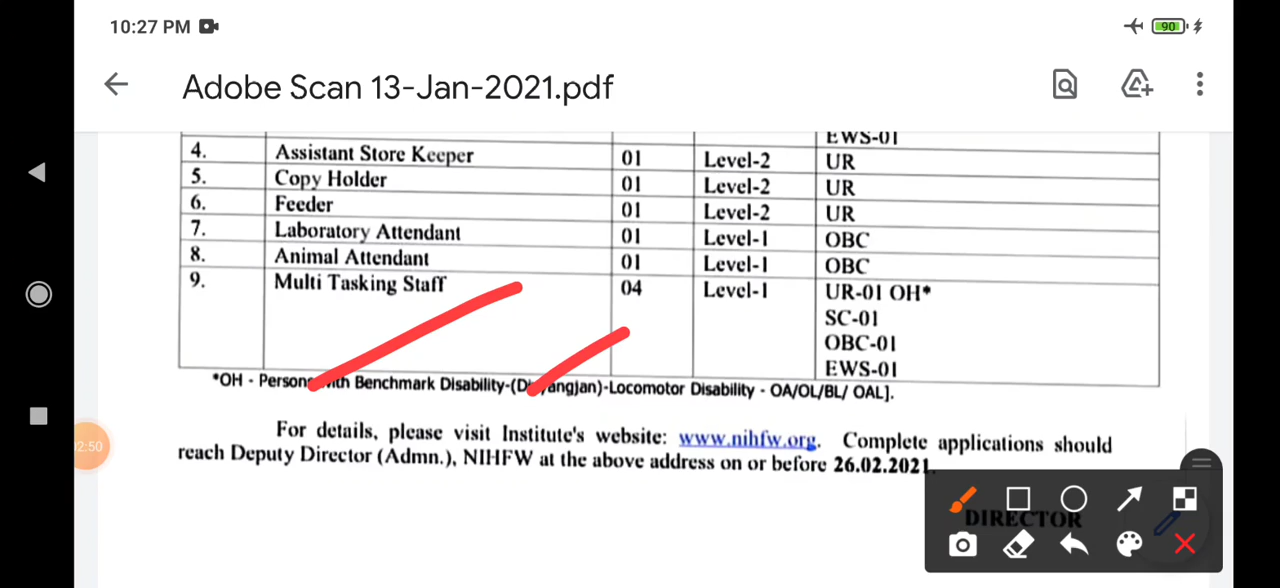 10:27 PM 90
Adobe Scan 13-Jan-2021.pdf
EWS-01
4. Assistant Store Keeper 01 Level-2 UR
5. Copy Holder 01 Level-2 UR
6. Feeder 01 Level-2 UR
7. Laboratory Attendant 01 Level-1 OBC
8. Animal Attendant 01 Level-1 OBC
9. Multi Tasking Staff 04 Level-1 UR-01 OH*
SC-01
OBC-01
EWS-01
*OH - Persons with Benchmark Disability-(Divyangjan)-Locomotor Disability - OA/OL/BL/ OAL].
For details, please visit Institute's website: www.nihfw.org. Complete applications should
reach Deputy Director (Admn.), NIHFW at the above address on or before 26.02.2021.
2:50
DIRECTOR